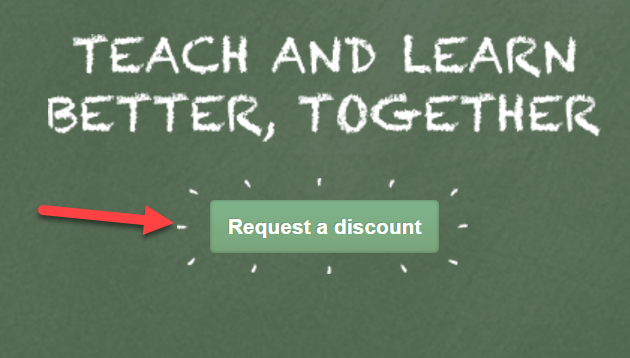 TEACH AND LEARN
BETTER, TOGETHER
Request a discount